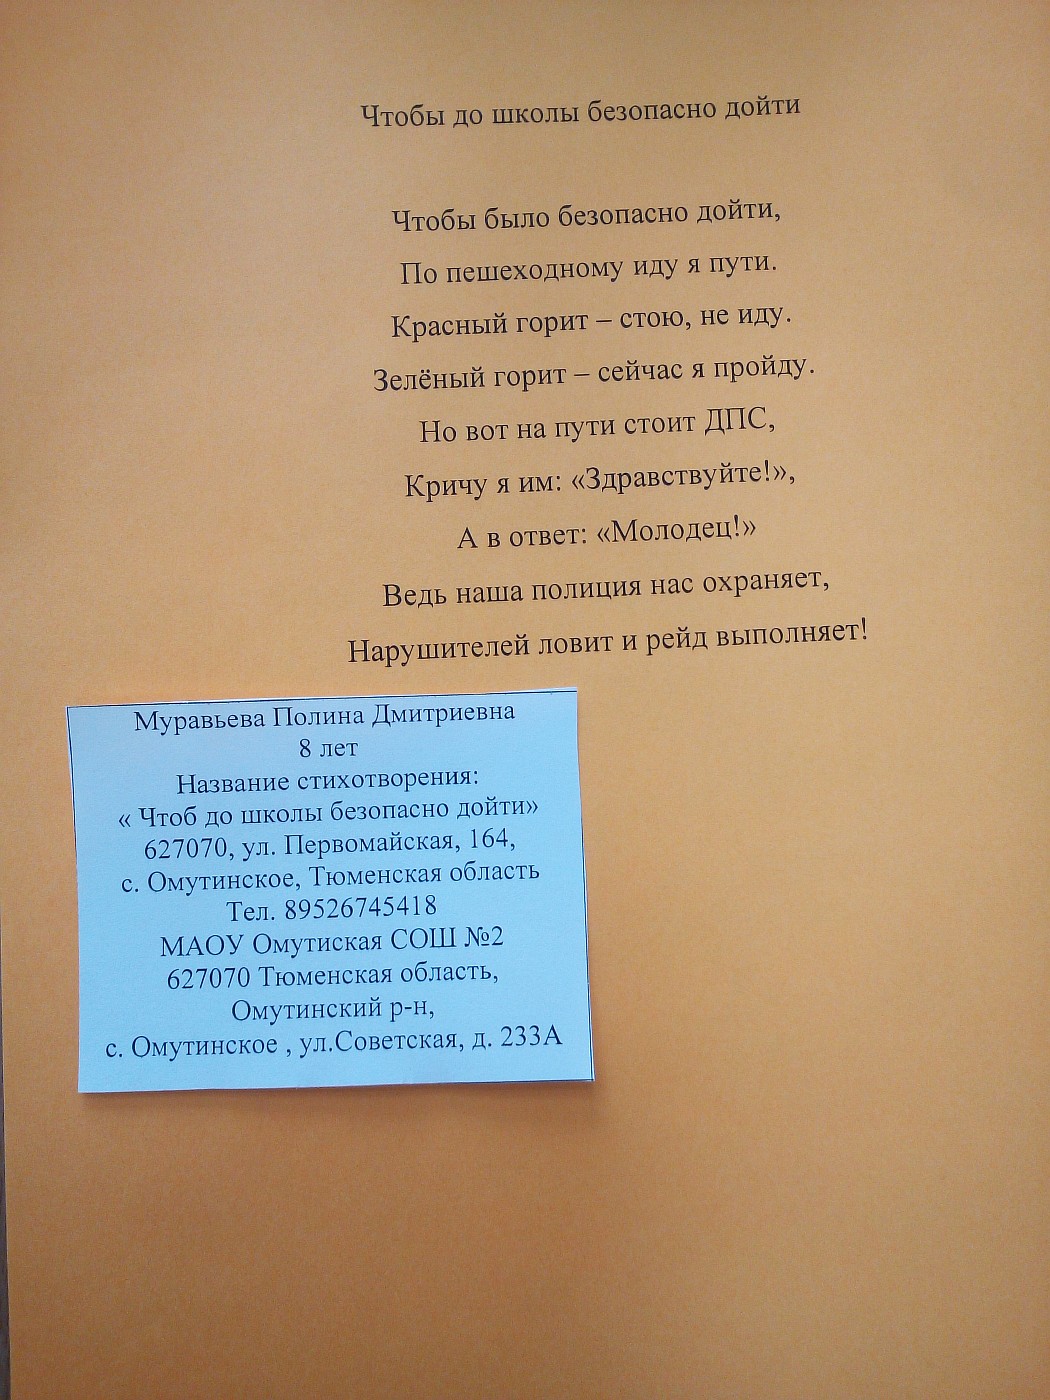 Чтобы до школы безопасно дойти
Чтобы было безопасно дойти,
По пешеходному иду я пути.
Красный горит – стою, не иду.
Зелёный горит – сейчас я пройду.
Но вот на пути стоит ДПС,
Кричу я им: «Здравствуйте!»,
А в ответ: «Молодец!»
Ведь наша полиция нас охраняет,
Нарушителей ловит и рейд выполняет!
Муравьева Полина Дмитриевна
8 лет
Название стихотворения:
« Чтоб до школы безопасно дойти»
627070, ул. Первомайская, 164,
с. Омутинское, Тюменская область
Тел. 89526745418
МАОУ Омутиская СОШ №2
627070 Тюменская область,
Омутинский р-н,
с. Омутинское , ул.Советская, д. 233А